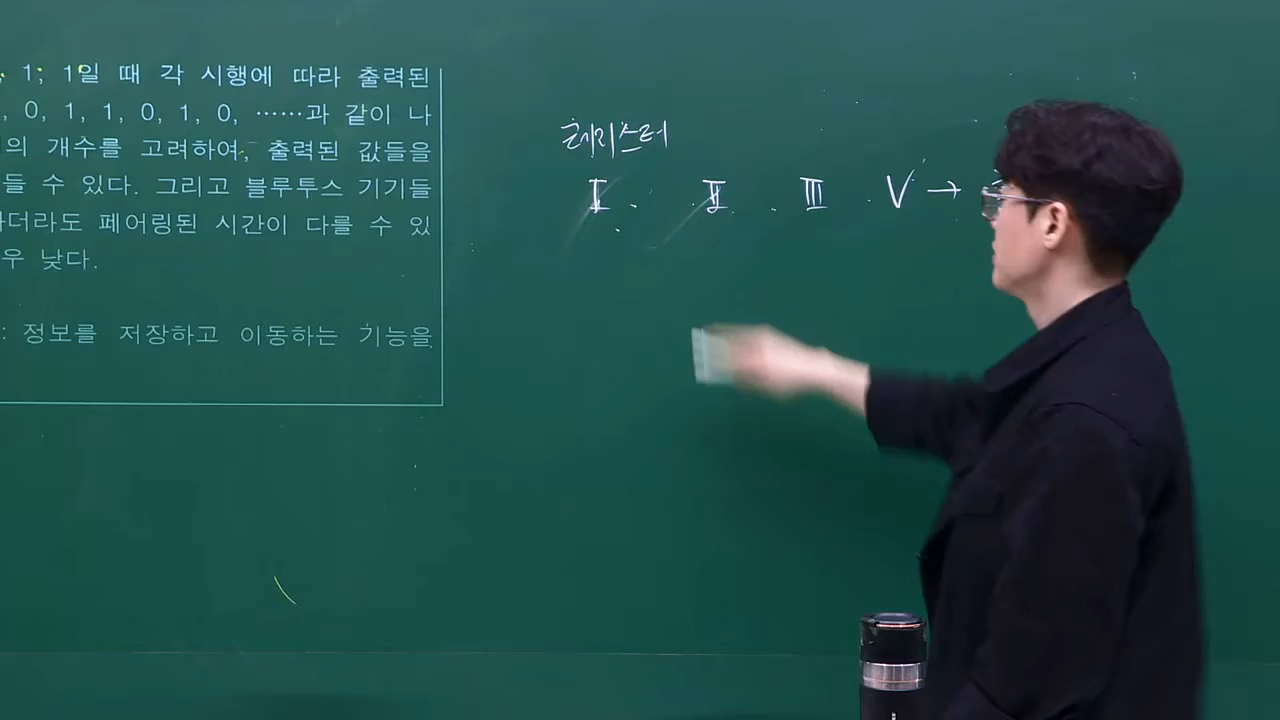 , 1; 1일 때 각 시행에 따라 출력된
, 0, 1, 1, 0, 1, 0, ……과 같이 나
의 개수를 고려하여, 출력된 값들을
들 수 있다. 그리고 블루투스 기기들
더라도 페어링된 시간이 다를 수 있
우 낮다.
: 정보를 저장하고 이동하는 기능을
레지스터
Ⅰ Ⅱ Ⅲ Ⅴ →